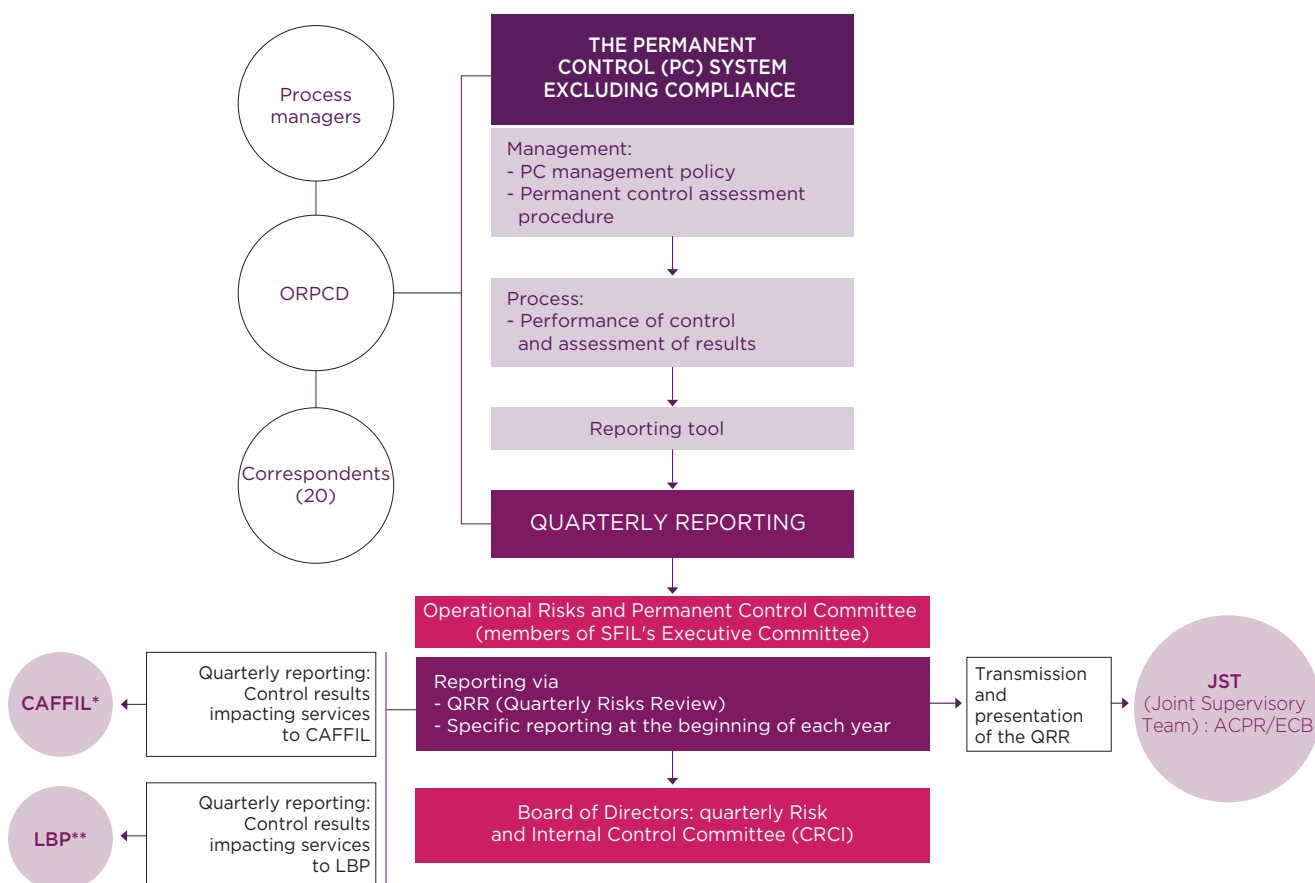 THE PERMANENT
CONTROL (PC) SYSTEM
EXCLUDING COMPLIANCE
Process
managers
Management:
- PC management policy
- Permanent control assessment
procedure
ORPCD
Process:
- Performance of control
and assessment of results
Reporting tool
Correspondents
(20)
QUARTERLY REPORTING
Operational Risks and Permanent Control Committee
(members of SFIL's Executive Committee)
CAFFIL*
Quarterly reporting:
Control results
impacting services
to CAFFIL
Reporting via
- QRR (Quarterly Risks Review)
- Specific reporting at the beginning of each year
Transmission
and
presentation
of the QRR
JST
(Joint Supervisory
Team) : ACPR/ECB
LBP**
Quarterly reporting:
Control results
impacting services
to LBP
Board of Directors: quarterly Risk
and Internal Control Committee (CRCI)